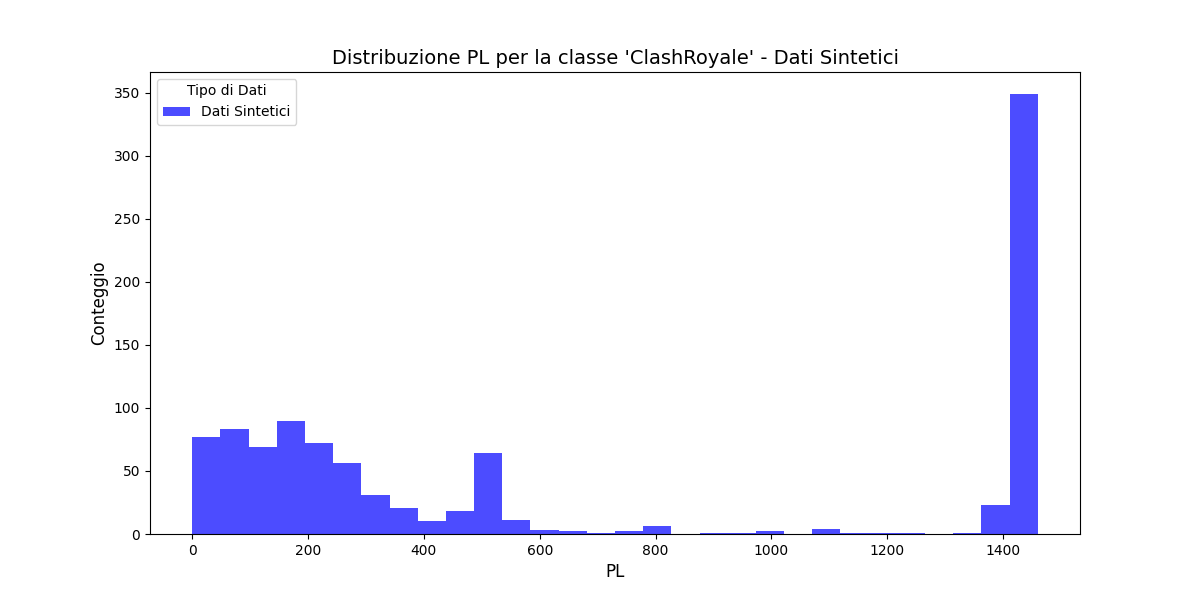 Distribuzione PL per la classe 'ClashRoyale' - Dati Sintetici
Tipo di Dati
Dati Sintetici
Conteggio
350
300
250
200
150
100
50
0
0 200 400 600 800 1000 1200 1400
PL